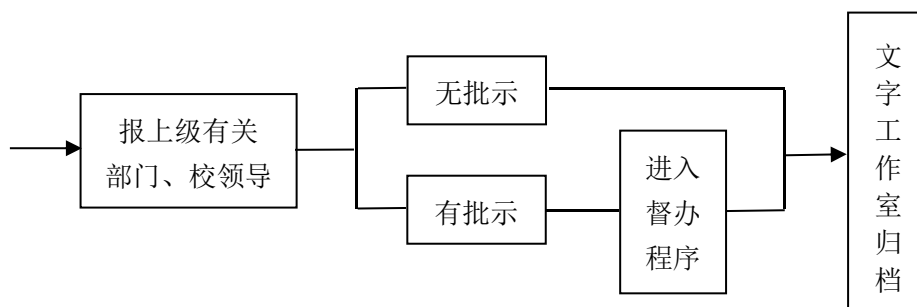 报上级有关
部门、校领导
无批示
有批示
进入
督办
程序
文
字
工
作
室
归
档